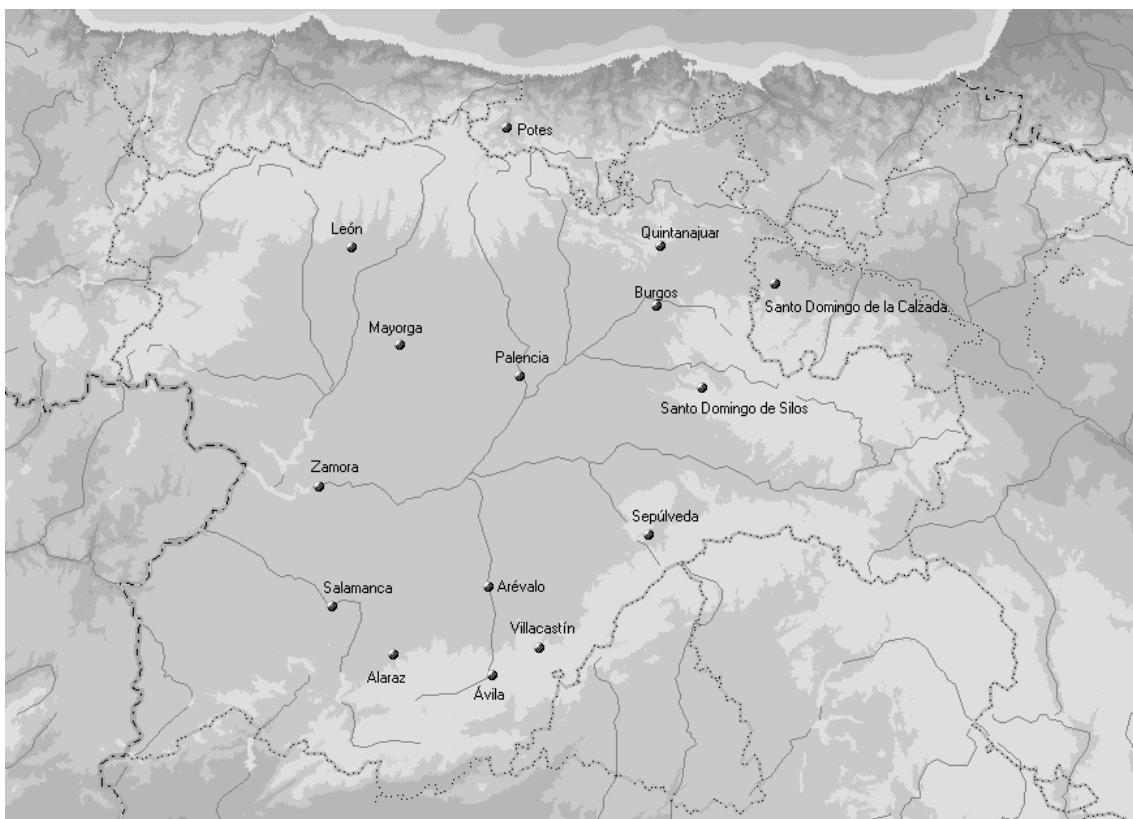 Potes
León
Quintanajuar
Burgos
Santo Domingo de la Calzada.
Mayorga
Palencia
Santo Domingo de Silos
Zamora
Sepúlveda
Salamanca
Arévalo
Villacastín
Alaraz
Ávila